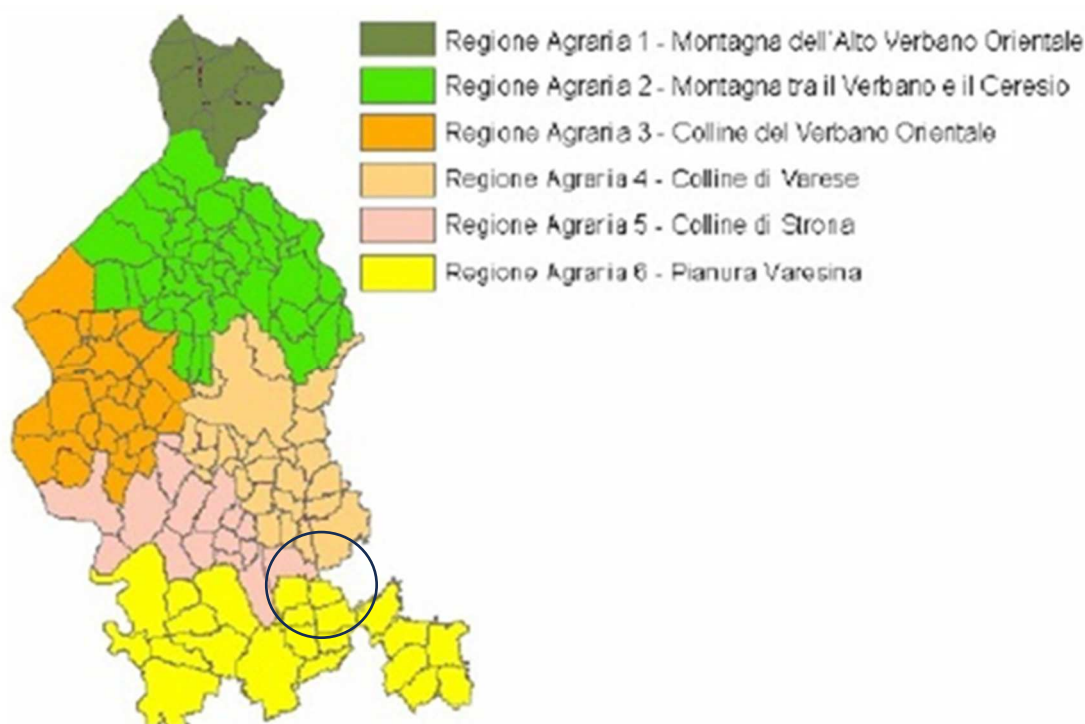 Regione Agraria 1 - Montagna dell'Alto Verbano Orientale
Regione Agraria 2 - Montagna tra il Verbano e il Ceresio
Regione Agraria 3 - Colline del Verbano Orientale
Regione Agraria 4 - Colline di Varese
Regione Agraria 5 - Colline di Strona
Regione Agraria 6 - Pianura Varesina